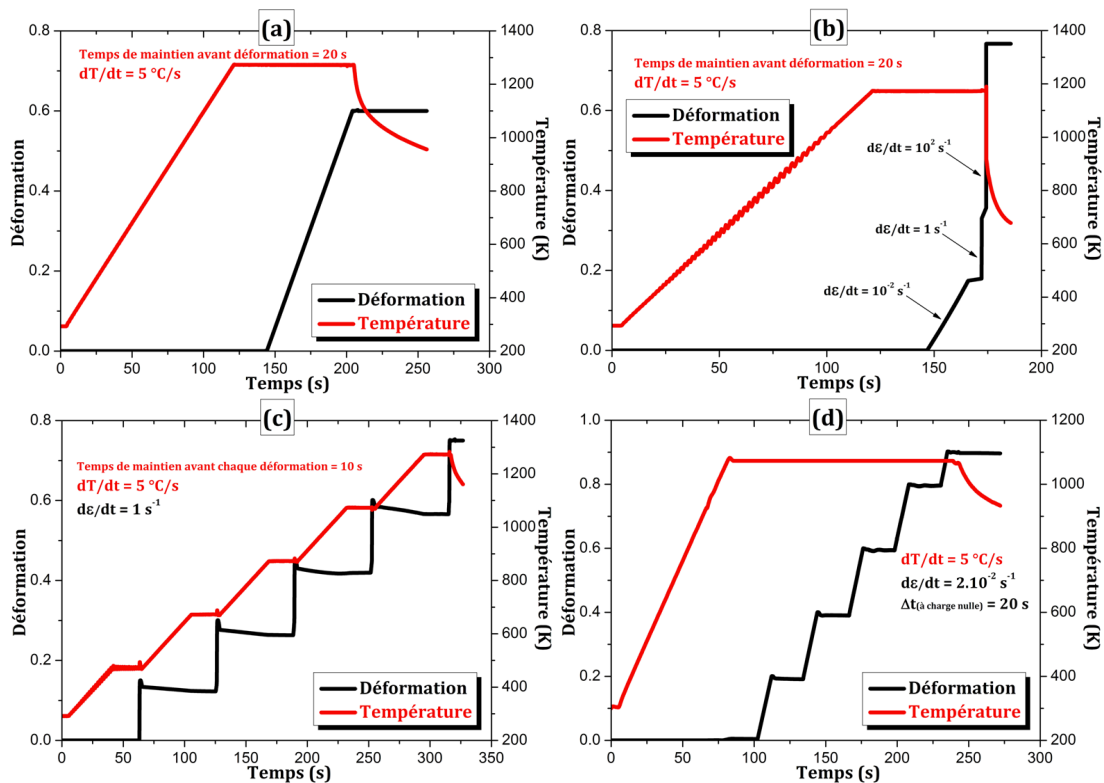 (a)
Temps de maintien avant déformation = 20 s
dT/dt = 5 °C/s
Déformation
Température
Déformation
0.8
0.6
0.4
0.2
0.0
0 50 100 150 200 250 300
Temps (s)
1400
1200
1000
800
600
400
200
Température (K)
(b)
Temps de maintien avant déformation = 20 s
dT/dt = 5 °C/s
Déformation
Température
dƐ/dt = 10² s⁻¹
dƐ/dt = 1 s⁻¹
dƐ/dt = 10⁻² s⁻¹
Déformation
0.8
0.6
0.4
0.2
0.0
0 50 100 150 200
Temps (s)
1400
1200
1000
800
600
400
200
Température (K)
(c)
Temps de maintien avant chaque déformation = 10 s
dT/dt = 5 °C/s
dε/dt = 1 s⁻¹
Déformation
Température
Déformation
0.8
0.6
0.4
0.2
0.0
0 50 100 150 200 250 300 350
Temps (s)
1400
1200
1000
800
600
400
200
Température (K)
(d)
dT/dt = 5 °C/s
dε/dt = 2.10⁻² s⁻¹
Δt(à charge nulle) = 20 s
Déformation
Température
Déformation
1.0
0.8
0.6
0.4
0.2
0.0
0 50 100 150 200 250 300
Temps (s)
1200
1000
800
600
400
200
Température (K)